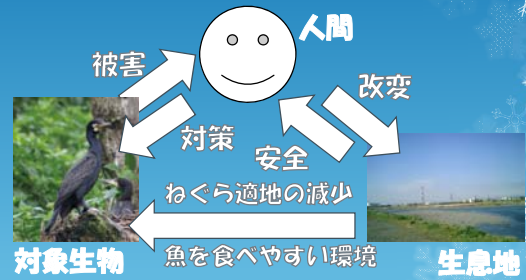 人間
被害
改変
対策
安全
ねぐら適地の減少
魚を食べやすい環境
対象生物
生息地